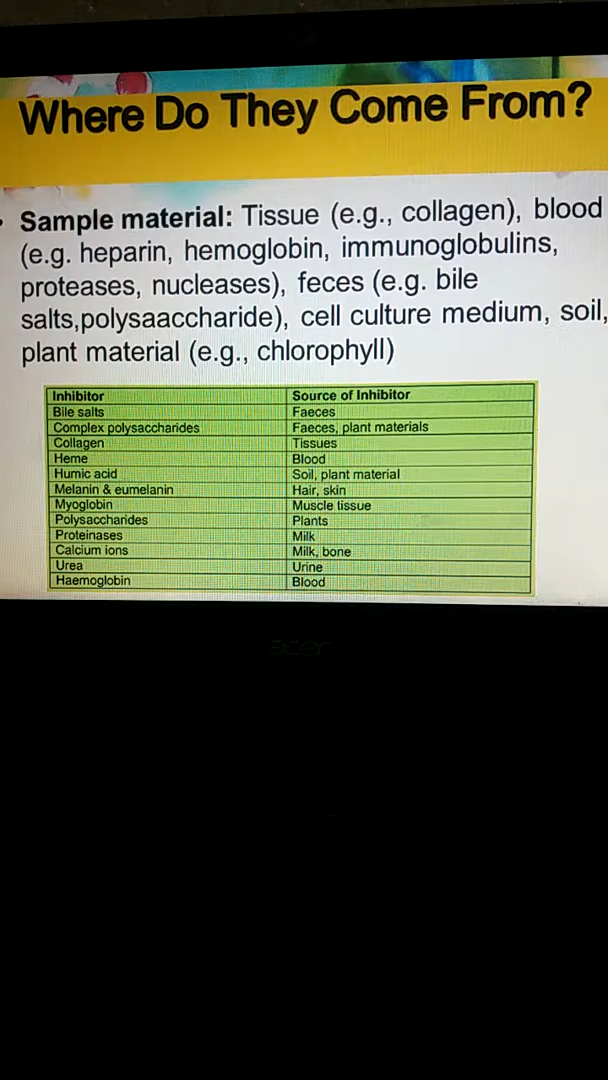 Where Do They Come From?
• Sample material: Tissue (e.g., collagen), blood
(e.g. heparin, hemoglobin, immunoglobulins,
proteases, nucleases), feces (e.g. bile
salts,polysaaccharide), cell culture medium, soil,
plant material (e.g., chlorophyll)
Inhibitor Source of Inhibitor
Bile salts Faeces
Complex polysaccharides Faeces, plant materials
Collagen Tissues
Heme Blood
Humic acid Soil, plant material
Melanin & eumelanin Hair, skin
Myoglobin Muscle tissue
Polysaccharides Plants
Proteinases Milk
Calcium ions Milk, bone
Urea Urine
Haemoglobin Blood
acer